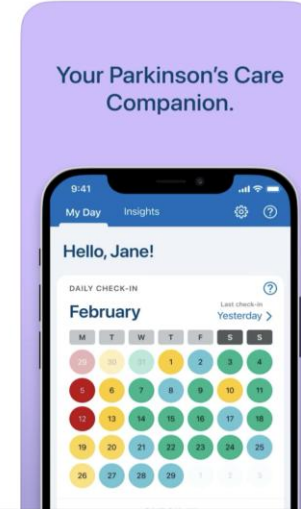 Your Parkinson's Care
Companion.
9:41
My Day Insights
Hello, Jane!
DAILY CHECK-IN
February
Last check-in
Yesterday >
M T W T F S S
29 30 31 1 2 3 4
5 6 7 8 9 10 11
12 13 14 15 16 17 18
19 20 21 22 23 24 25
26 27 28 29 1 2 3